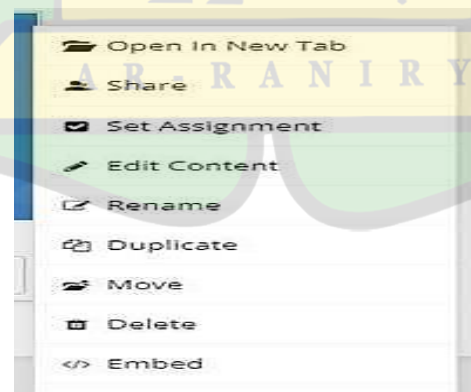 Open In New Tab
A R - R A N I R Y
Share
Set Assignment
Edit Content
Rename
Duplicate
Move
Delete
Embed